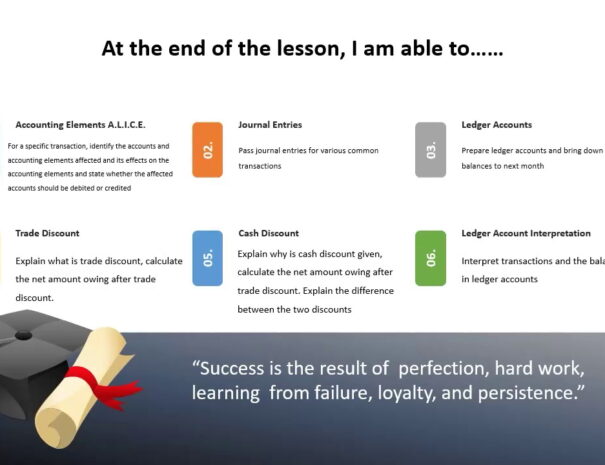 At the end of the lesson, I am able to......
Accounting Elements A.L.I.C.E.
For a specific transaction, identify the accounts and
accounting elements affected and its effects on the
accounting elements and state whether the affected
accounts should be debited or credited
02.
Journal Entries
Pass journal entries for various common
transactions
03.
Ledger Accounts
Prepare ledger accounts and bring down
balances to next month
Trade Discount
Explain what is trade discount, calculate
the net amount owing after trade
discount.
05.
Cash Discount
Explain why is cash discount given,
calculate the net amount owing after
trade discount. Explain the difference
between the two discounts
06.
Ledger Account Interpretation
Interpret transactions and the
in ledger accounts
“Success is the result of perfection, hard work,
learning from failure, loyalty, and persistence.”